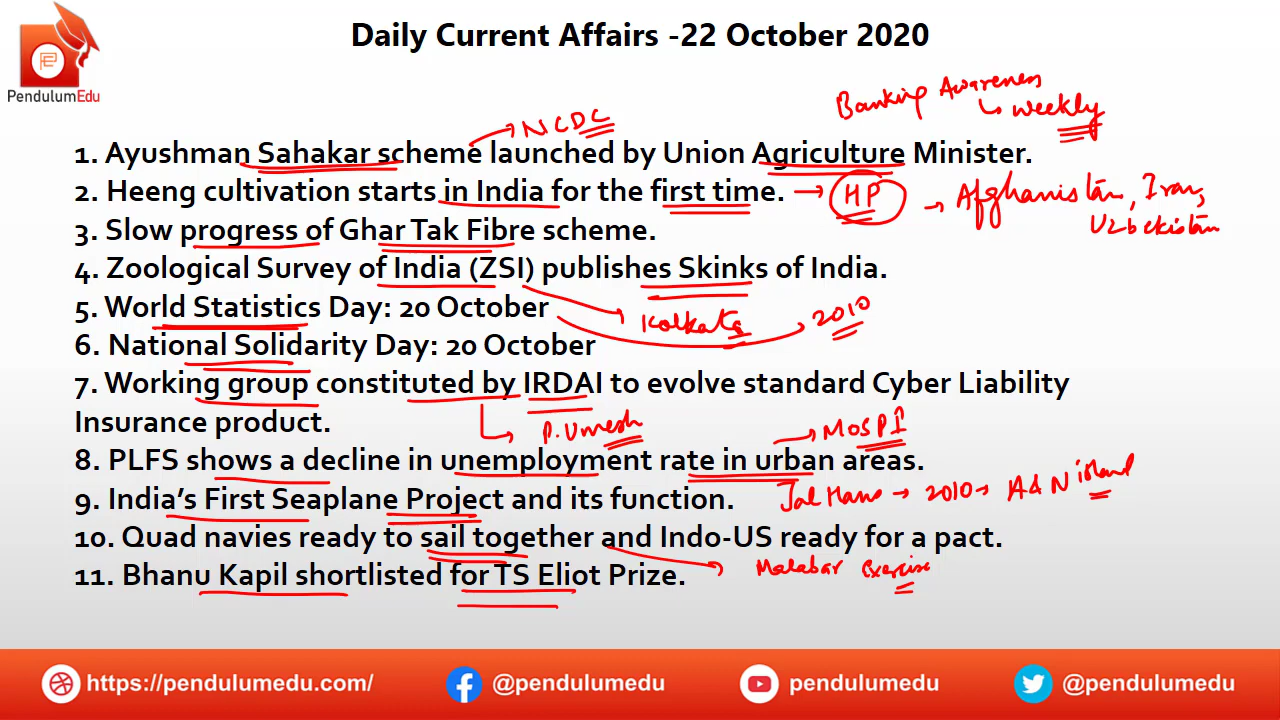 Daily Current Affairs -22 October 2020
PendulumEdu
Banking Awareness
weekly
NCDC
1. Ayushman Sahakar scheme launched by Union Agriculture Minister.
2. Heeng cultivation starts in India for the first time.
HP
Afghanistan, Iran,
Uzbekistan
3. Slow progress of Ghar Tak Fibre scheme.
4. Zoological Survey of India (ZSI) publishes Skinks of India.
5. World Statistics Day: 20 October
Kolkata
2010
6. National Solidarity Day: 20 October
7. Working group constituted by IRDAI to evolve standard Cyber Liability
Insurance product.
P. Umesh
MOSPI
8. PLFS shows a decline in unemployment rate in urban areas.
9. India's First Seaplane Project and its function.
Jal Hans → 2010 → A & N island
10. Quad navies ready to sail together and Indo-US ready for a pact.
Malabar Exercise
11. Bhanu Kapil shortlisted for TS Eliot Prize.
https://pendulumedu.com/
@pendulumedu
pendulumedu
@pendulumedu